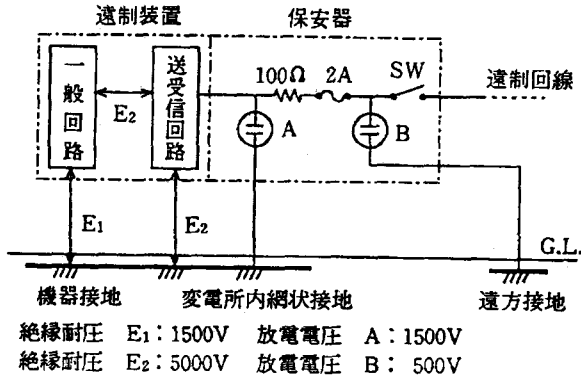 遠制装置 保安器
100Ω 2A SW 遠制回線
一般回路 E₂ 送受信回路 A B
E₁ E₂ G.L.
機器接地 変電所内網状接地 遠方接地
絶縁耐圧 E₁:1500V 放電電圧 A:1500V
絶縁耐圧 E₂:5000V 放電電圧 B: 500V